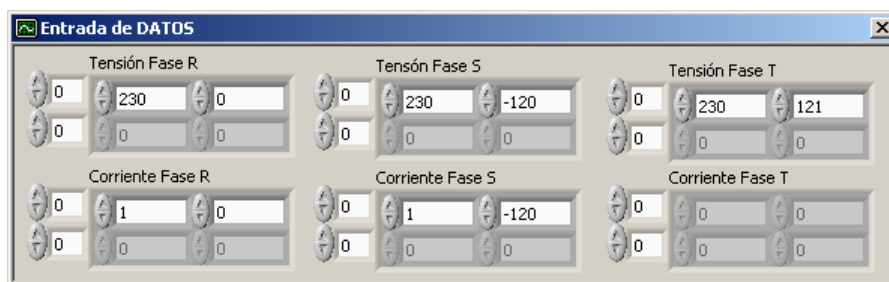 Entrada de DATOS
Tensión Fase R
Tensón Fase S
Tensión Fase T
0 230 0
0 230 -120
0 230 121
0 0 0
0 0 0
0 0 0
Corriente Fase R
Corriente Fase S
Corriente Fase T
0 1 0
0 1 -120
0 0 0
0 0 0
0 0 0
0 0 0